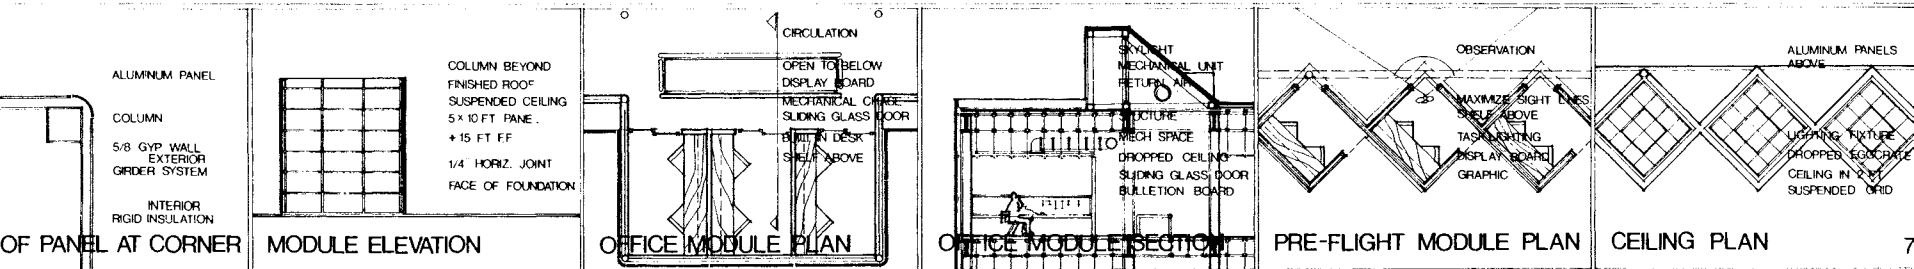 ALUMINUM PANEL
COLUMN
5/8 GYP WALL
EXTERIOR
GIRDER SYSTEM
INTERIOR
RIGID INSULATION
OF PANEL AT CORNER
COLUMN BEYOND
FINISHED ROOF
SUSPENDED CEILING
5 x 10 FT PANE.
+ 15 FT F.F
1/4" HORIZ. JOINT
FACE OF FOUNDATION
MODULE ELEVATION
CIRCULATION
OPEN TO BELOW
DISPLAY BOARD
MECHANICAL CHASE
SLIDING GLASS DOOR
BUILT IN DESK
SHELF ABOVE
OFFICE MODULE PLAN
SKYLIGHT
MECHANICAL UNIT
RETURN AIR
STRUCTURE
MECH SPACE
DROPPED CEILING
SLIDING GLASS DOOR
BULLETION BOARD
OFFICE MODULE SECTION
OBSERVATION
MAXIMIZE SIGHT LINES
SHELF ABOVE
TASK LIGHTING
DISPLAY BOARD
GRAPHIC
PRE-FLIGHT MODULE PLAN
ALUMINUM PANELS
ABOVE
LIGHTING FIXTURE
DROPPED EGGCRATE
CEILING IN 2 FT
SUSPENDED GRID
CEILING PLAN
7